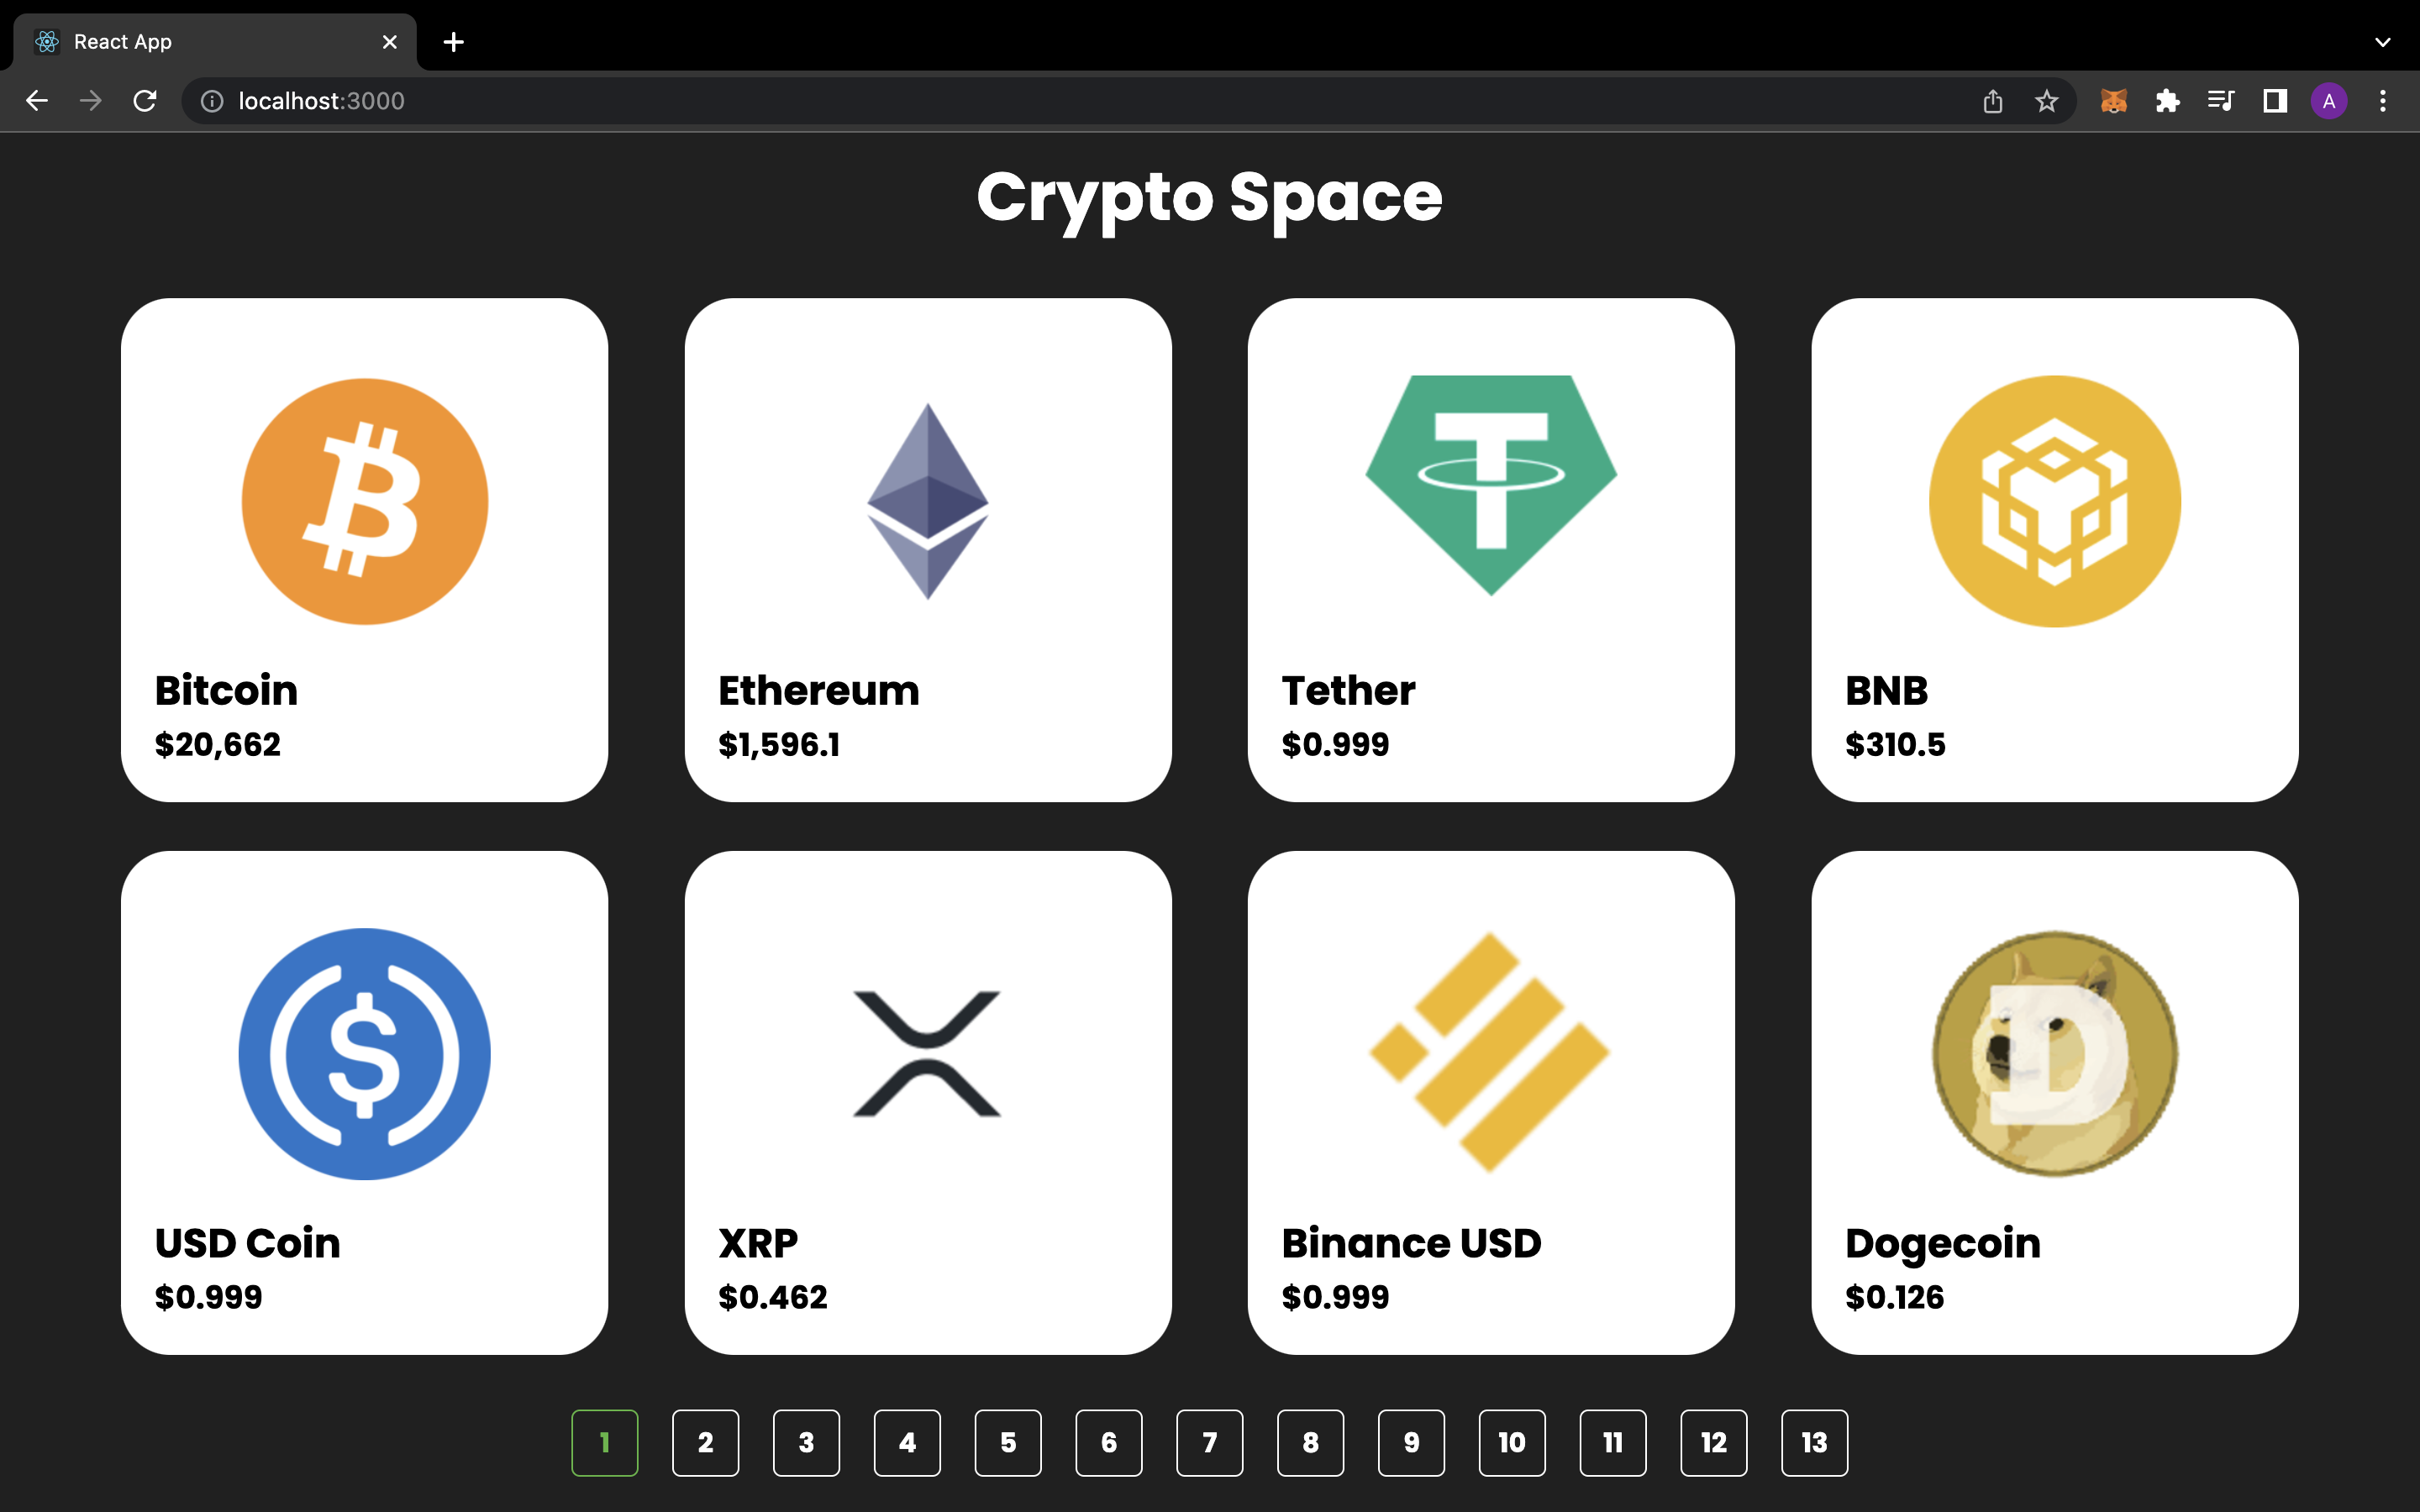 React App
localhost:3000
A
Crypto Space
Bitcoin
$20,662
Ethereum
$1,596.1
Tether
$0.999
BNB
$310.5
USD Coin
$0.999
XRP
$0.462
Binance USD
$0.999
Dogecoin
$0.126
1 2 3 4 5 6 7 8 9 10 11 12 13